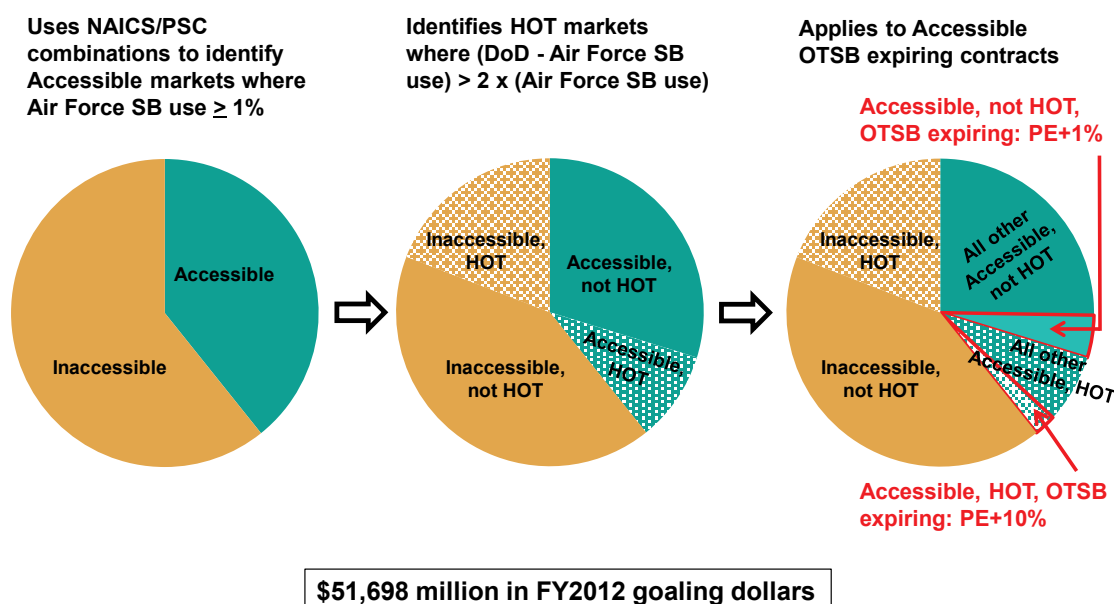 Uses NAICS/PSC
combinations to identify
Accessible markets where
Air Force SB use ≥ 1%
Identifies HOT markets
where (DoD - Air Force SB
use) > 2 x (Air Force SB use)
Applies to Accessible
OTSB expiring contracts
Accessible, not HOT,
OTSB expiring: PE+1%
Accessible
Inaccessible
Inaccessible,
HOT
Accessible,
not HOT
Accessible,
HOT
Inaccessible,
not HOT
Inaccessible,
HOT
All other
Accessible,
not HOT
All other
Accessible, HOT
Inaccessible,
not HOT
Accessible, HOT, OTSB
expiring: PE+10%
$51,698 million in FY2012 goaling dollars